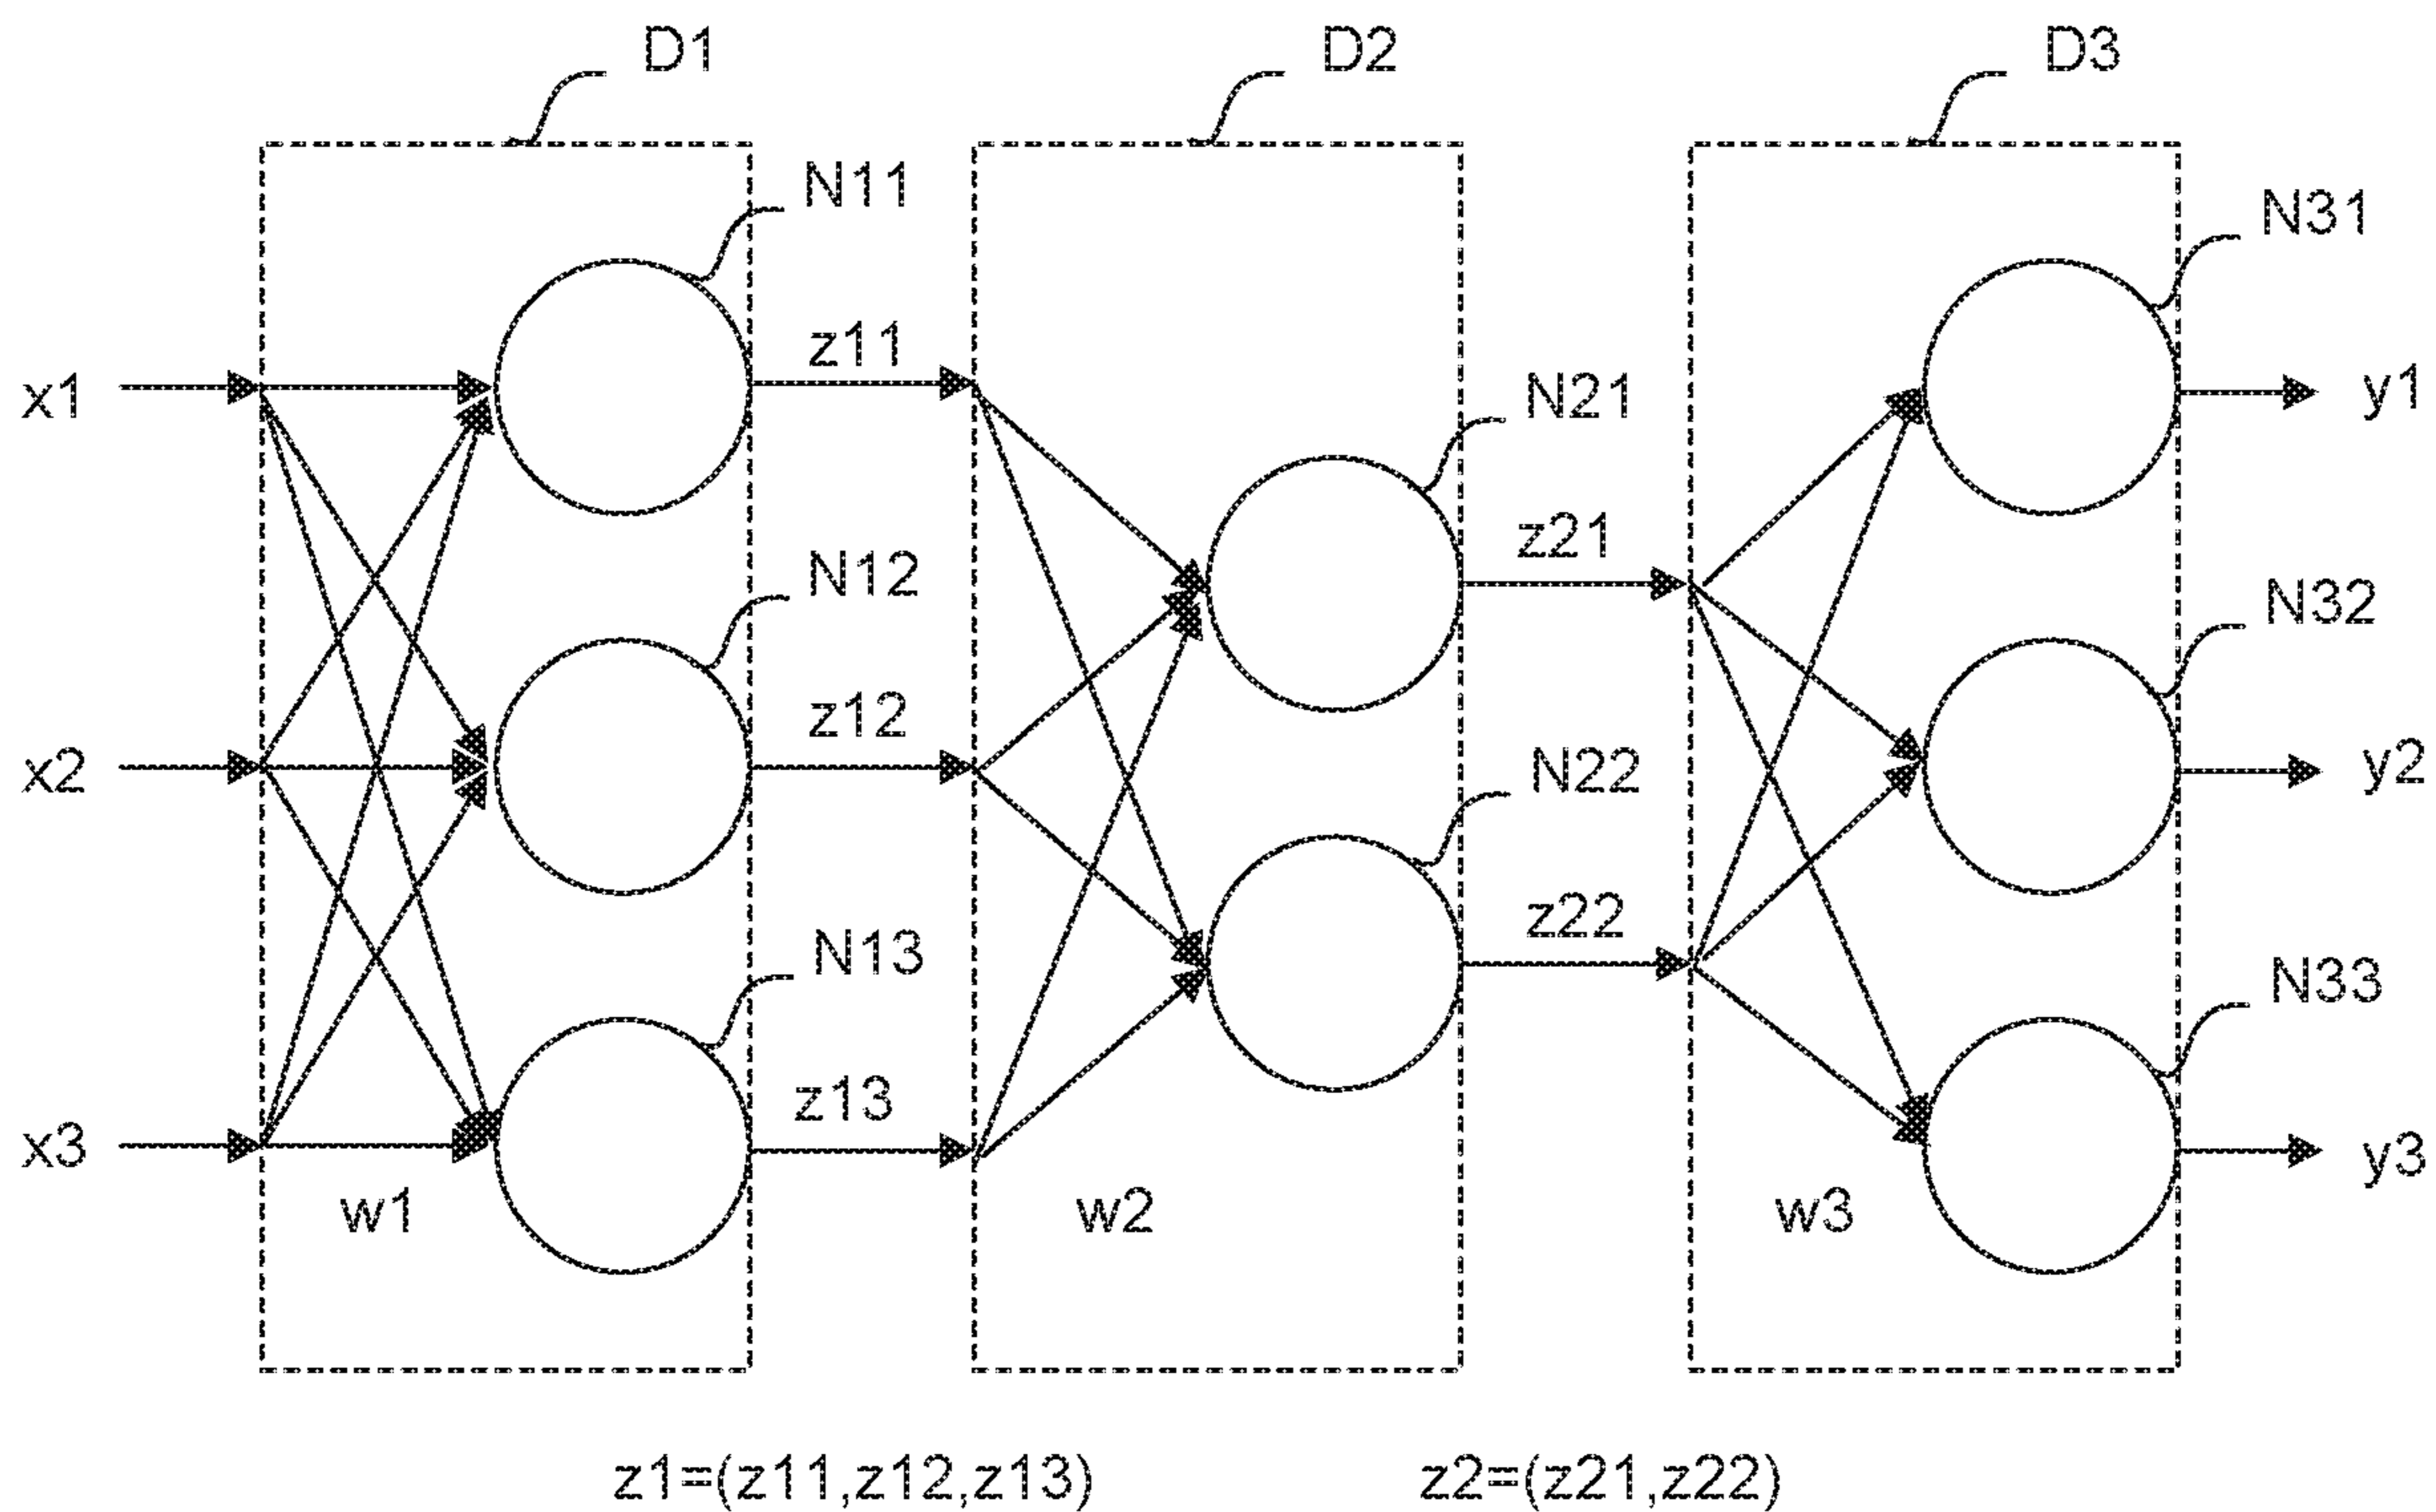 D1
D2
D3
N11
N31
z11
x1
N21
y1
z21
N12
N32
z12
x2
N22
y2
z22
N13
N33
z13
x3
y3
w1
w2
w3
z1=(z11,z12,z13)
z2=(z21,z22)